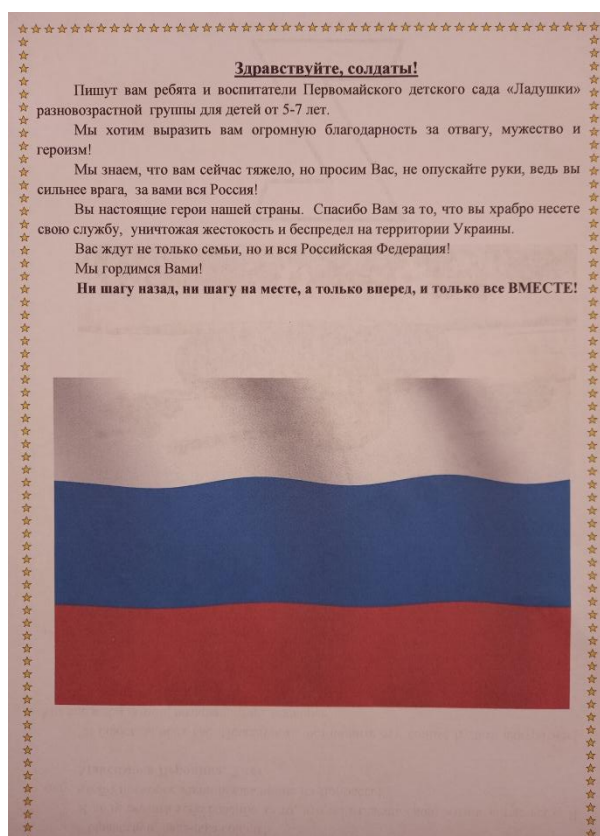 Здравствуйте, солдаты!
Пишут вам ребята и воспитатели Первомайского детского сада «Ладушки»
разновозрастной группы для детей от 5-7 лет.
Мы хотим выразить вам огромную благодарность за отвагу, мужество и
героизм!
Мы знаем, что вам сейчас тяжело, но просим Вас, не опускайте руки, ведь вы
сильнее врага, за вами вся Россия!
Вы настоящие герои нашей страны. Спасибо Вам за то, что вы храбро несете
свою службу, уничтожая жестокость и беспредел на территории Украины.
Вас ждут не только семьи, но и вся Российская Федерация!
Мы гордимся Вами!
Ни шагу назад, ни шагу на месте, а только вперед, и только все ВМЕСТЕ!